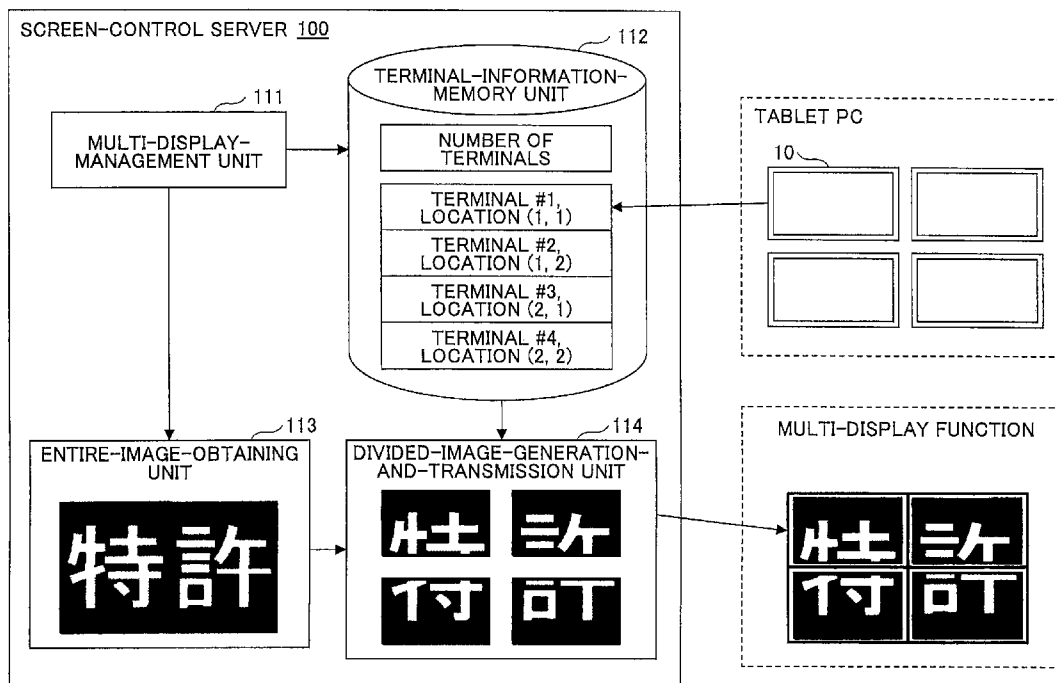 SCREEN-CONTROL SERVER 100
112
TERMINAL-INFORMATION-
MEMORY UNIT
111
MULTI-DISPLAY-
MANAGEMENT UNIT
NUMBER OF
TERMINALS
TERMINAL #1,
LOCATION (1, 1)
TERMINAL #2,
LOCATION (1, 2)
TERMINAL #3,
LOCATION (2, 1)
TERMINAL #4,
LOCATION (2, 2)
TABLET PC
10
113
ENTIRE-IMAGE-OBTAINING
UNIT
特許
114
DIVIDED-IMAGE-GENERATION-
AND-TRANSMISSION UNIT
MULTI-DISPLAY FUNCTION
特許